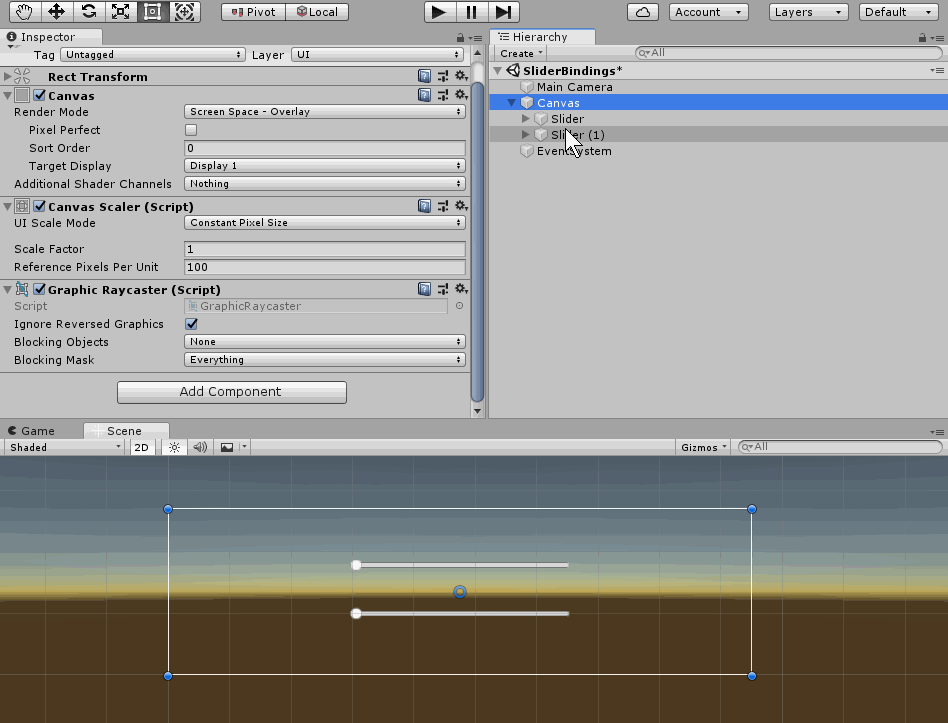 Pivot Local Account Layers Default
Inspector
Tag Untagged Layer UI
Rect Transform
Canvas
Render Mode Screen Space - Overlay
Pixel Perfect
Sort Order 0
Target Display Display 1
Additional Shader Channels Nothing
Canvas Scaler (Script)
UI Scale Mode Constant Pixel Size
Scale Factor 1
Reference Pixels Per Unit 100
Graphic Raycaster (Script)
Script GraphicRaycaster
Ignore Reversed Graphics
Blocking Objects None
Blocking Mask Everything
Add Component
Hierarchy
Create All
SliderBindings*
Main Camera
Canvas
Slider
Slider (1)
EventSystem
Game Scene
Shaded 2D Gizmos All